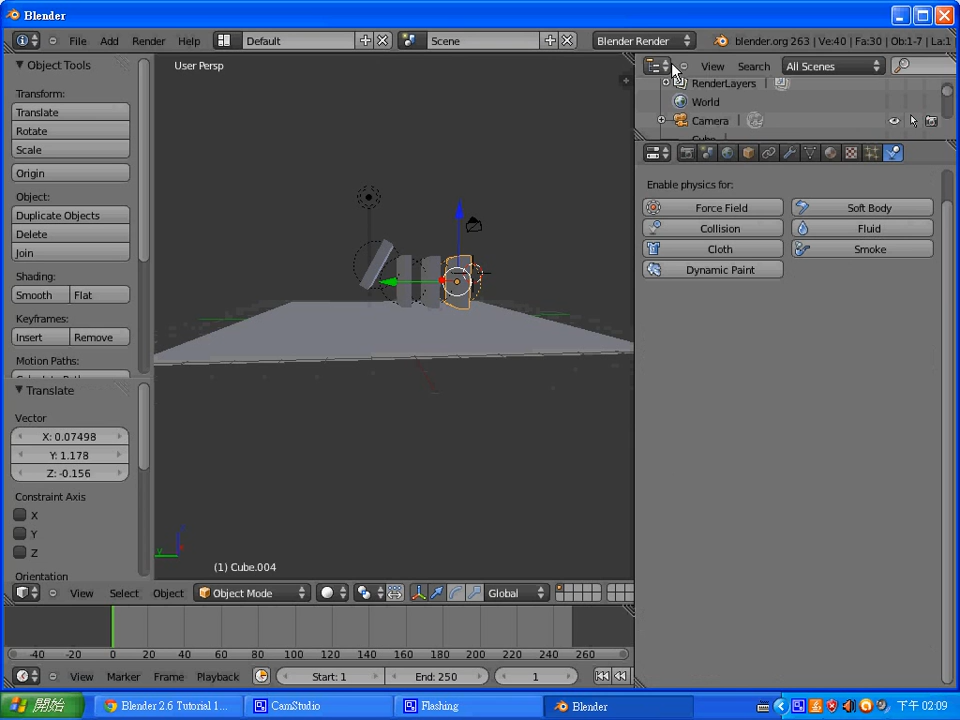 Blender
File Add Render Help Default Scene Blender Render blender.org 263 | Ve:40 | Fa:30 | Ob:1-7 | La:1
Object Tools
Transform:
Translate
Rotate
Scale
Origin
Object:
Duplicate Objects
Delete
Join
Shading:
Smooth Flat
Keyframes:
Insert Remove
Motion Paths:
Translate
Vector
X: 0.07498
Y: 1.178
Z: -0.156
Constraint Axis
X
Y
Z
Orientation
User Persp
(1) Cube.004
View Select Object Object Mode Global
-40 -20 0 20 40 60 80 100 120 140 160 180 200 220 240 260
View Marker Frame Playback Start: 1 End: 250 1
View Search All Scenes
RenderLayers
World
Camera
Enable physics for:
Force Field Soft Body
Collision Fluid
Cloth Smoke
Dynamic Paint
開始 Blender 2.6 Tutorial 1... CamStudio Flashing Blender 下午 02:09